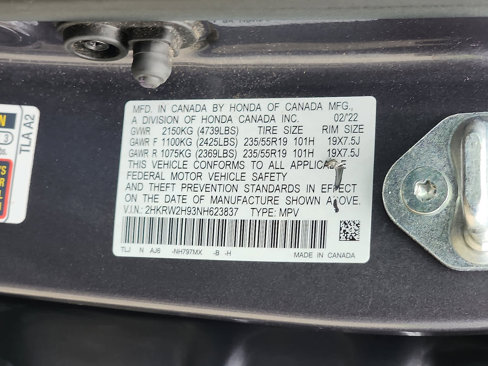 MFD. IN CANADA BY HONDA OF CANADA MFG.,
A DIVISION OF HONDA CANADA INC. 02/'22
GVWR 2150KG (4739LBS) TIRE SIZE RIM SIZE
GAWR F 1100KG (2425LBS) 235/55R19 101H 19X7.5J
GAWR R 1075KG (2369LBS) 235/55R19 101H 19X7.5J
THIS VEHICLE CONFORMS TO ALL APPLICABLE
FEDERAL MOTOR VEHICLE SAFETY
AND THEFT PREVENTION STANDARDS IN EFFECT
ON THE DATE OF MANUFACTURE SHOWN ABOVE.
V.I.N.: 2HKRW2H93NH623837 TYPE: MPV
TLJ N AJ6 -NH797MX -B -H
MADE IN CANADA
TLA A2
3